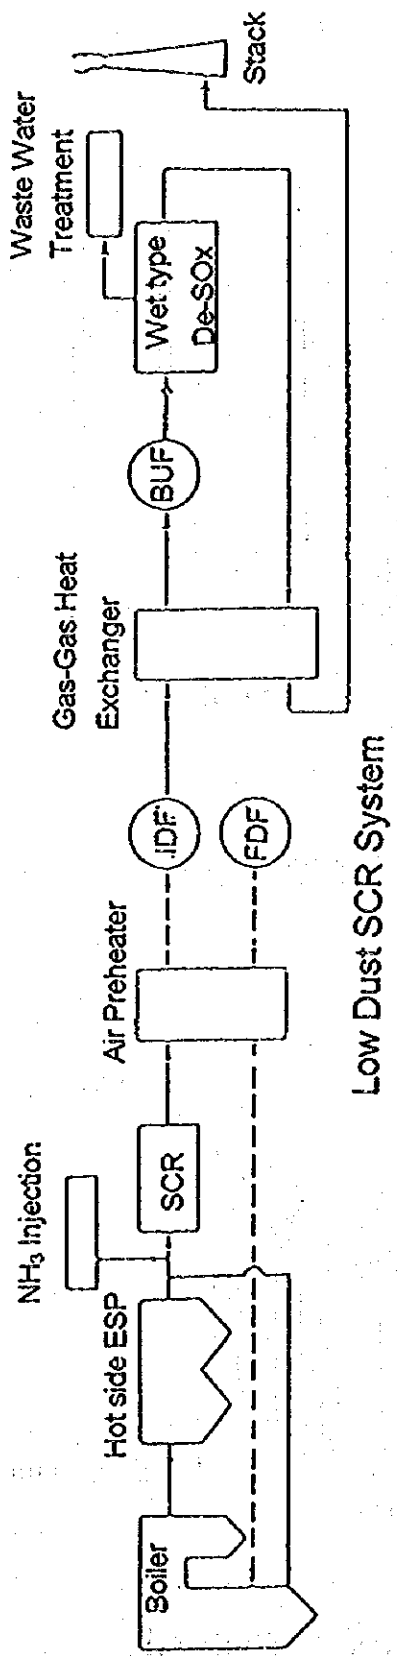 Boiler
Hot side ESP
NH₃ Injection
SCR
Air Preheater
IDF
FDF
Gas-Gas Heat
Exchanger
BUF
Wet type
De-SOx
Waste Water
Treatment
Stack
Low Dust SCR System